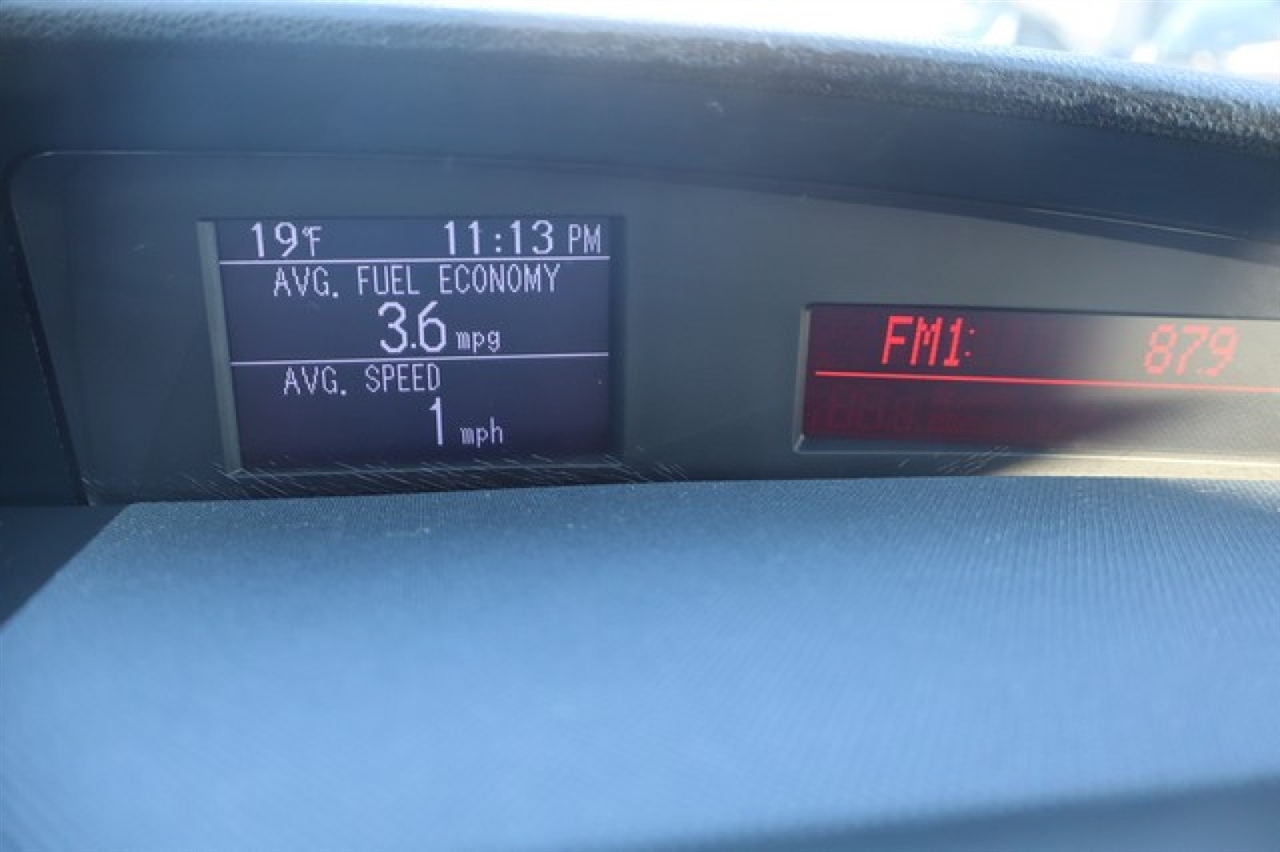 19°F 11:13 PM
AVG. FUEL ECONOMY
3.6 mpg
AVG. SPEED
1 mph
FM1: 87.9